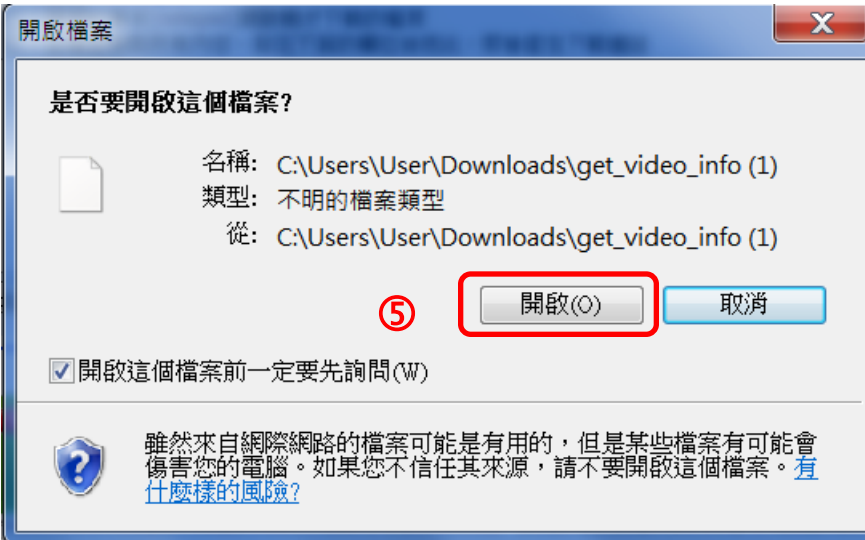 開啟檔案
是否要開啟這個檔案?
名稱: C:\Users\User\Downloads\get_video_info (1)
類型: 不明的檔案類型
從: C:\Users\User\Downloads\get_video_info (1)
⑤ 開啟(O) 取消
開啟這個檔案前一定要先詢問(W)
雖然來自網際網路的檔案可能是有用的，但是某些檔案有可能會
傷害您的電腦。如果您不信任其來源，請不要開啟這個檔案。有
什麼樣的風險?